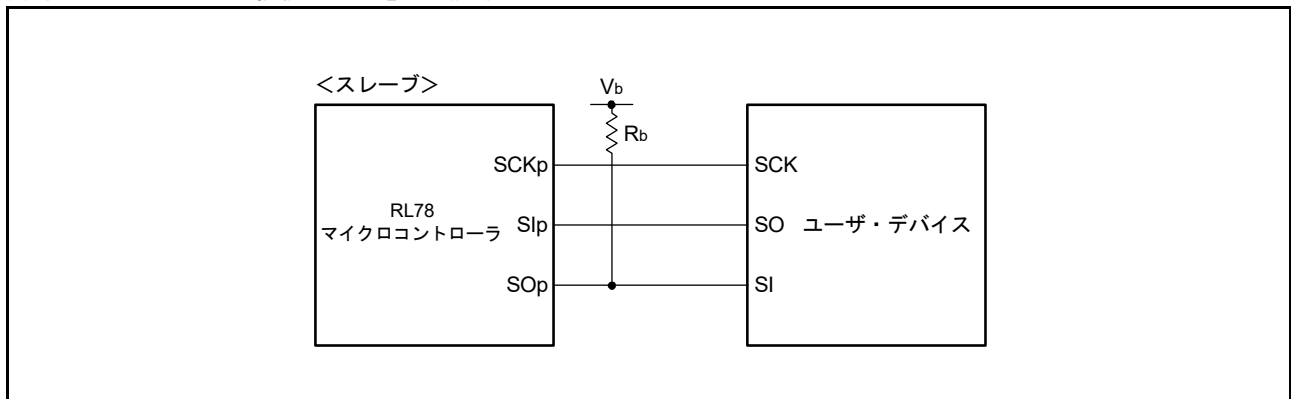 <スレーブ>
Vb
Rb
SCKp
SCK
RL78
マイクロコントローラ
SIp
SO
ユーザ・デバイス
SOp
SI